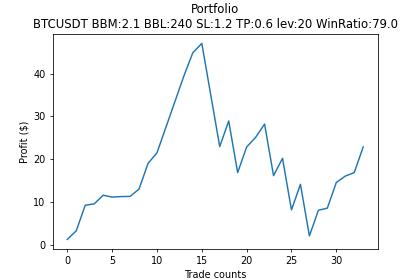 Portfolio
BTCUSDT BBM:2.1 BBL:240 SL:1.2 TP:0.6 lev:20 WinRatio:79.0
Profit ($)
40
30
20
10
0
0 5 10 15 20 25 30
Trade counts